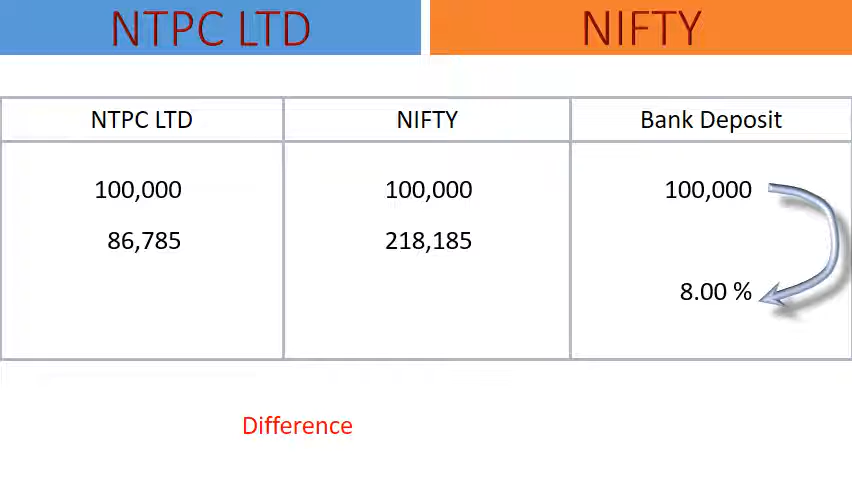 NTPC LTD
NIFTY
NTPC LTD
NIFTY
Bank Deposit
100,000
100,000
100,000
86,785
218,185
8.00 %
Difference